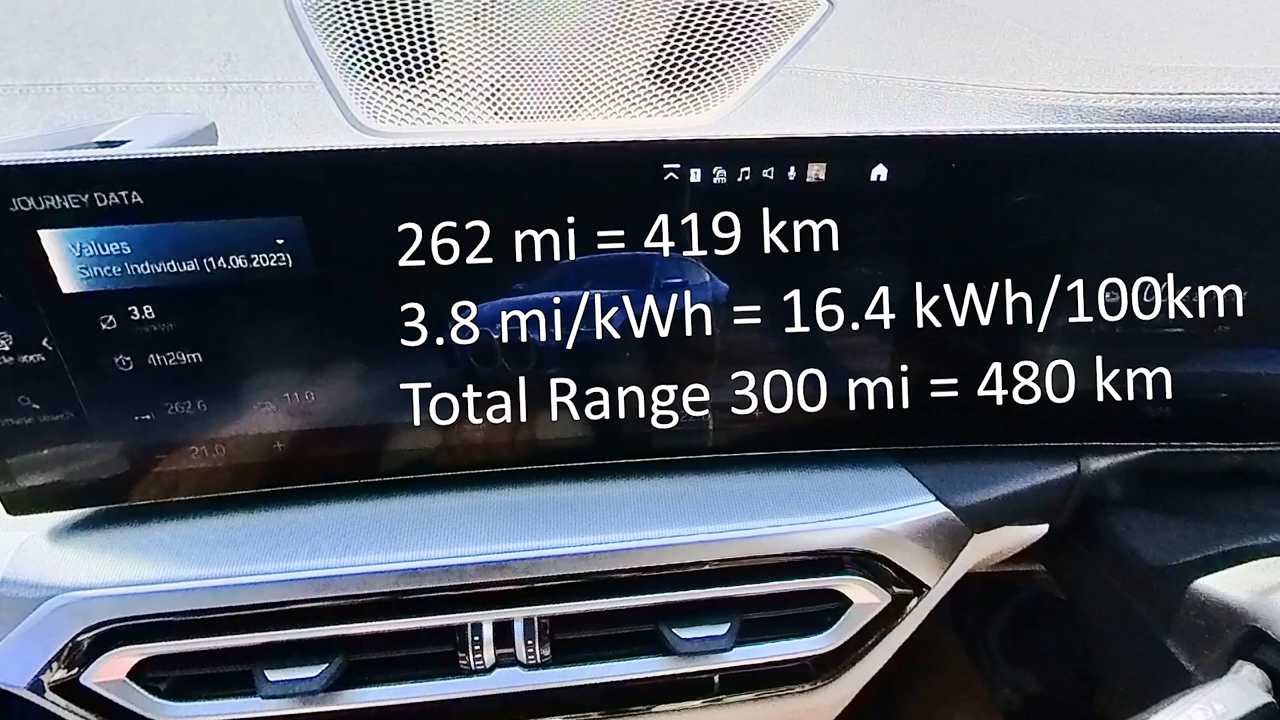 JOURNEY DATA
Values
Since Individual (14.06.2023)
3.8
4h29m
262.6
11.0
21.0
262 mi = 419 km
3.8 mi/kWh = 16.4 kWh/100km
Total Range 300 mi = 480 km